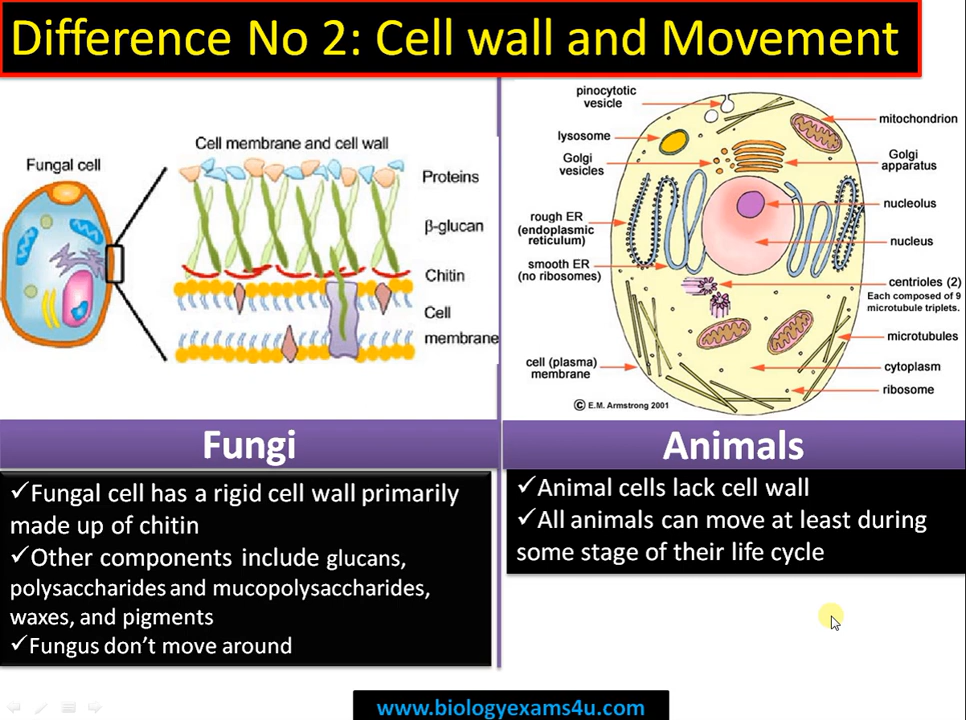 Difference No 2: Cell wall and Movement
Fungal cell
Cell membrane and cell wall
Proteins
β-glucan
Chitin
Cell
membrane
pinocytotic
vesicle
lysosome
Golgi
vesicles
rough ER
(endoplasmic
reticulum)
smooth ER
(no ribosomes)
cell (plasma)
membrane
mitochondrion
Golgi
apparatus
nucleolus
nucleus
centrioles (2)
Each composed of 9
microtubule triplets.
microtubules
cytoplasm
ribosome
© E.M. Armstrong 2001
Fungi
✓Fungal cell has a rigid cell wall primarily
made up of chitin
✓Other components include glucans,
polysaccharides and mucopolysaccharides,
waxes, and pigments
✓Fungus don’t move around
Animals
✓Animal cells lack cell wall
✓All animals can move at least during
some stage of their life cycle
www.biologyexams4u.com